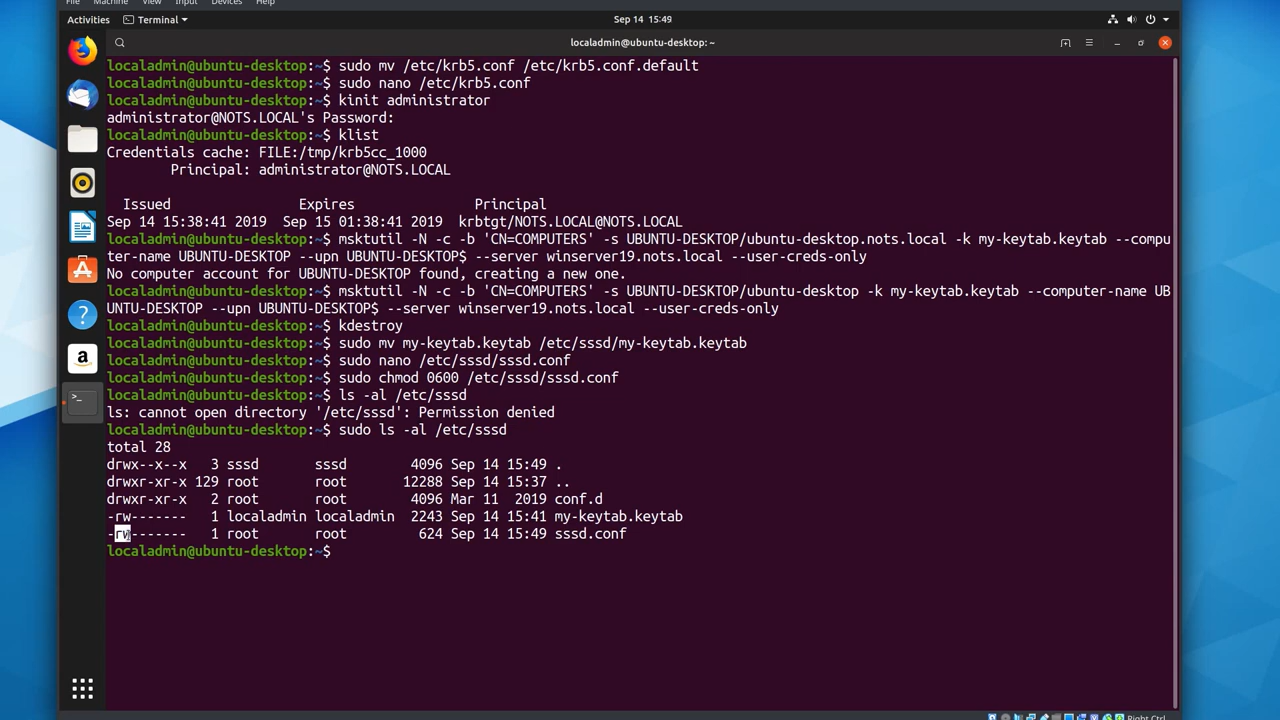 File Machine View Input Devices Help
Activities Terminal Sep 14 15:49
localadmin@ubuntu-desktop: ~
localadmin@ubuntu-desktop:~$ sudo mv /etc/krb5.conf /etc/krb5.conf.default
localadmin@ubuntu-desktop:~$ sudo nano /etc/krb5.conf
localadmin@ubuntu-desktop:~$ kinit administrator
administrator@NOTS.LOCAL's Password:
localadmin@ubuntu-desktop:~$ klist
Credentials cache: FILE:/tmp/krb5cc_1000
Principal: administrator@NOTS.LOCAL
Issued Expires Principal
Sep 14 15:38:41 2019 Sep 15 01:38:41 2019 krbtgt/NOTS.LOCAL@NOTS.LOCAL
localadmin@ubuntu-desktop:~$ msktutil -N -c -b 'CN=COMPUTERS' -s UBUNTU-DESKTOP/ubuntu-desktop.nots.local -k my-keytab.keytab --compu
ter-name UBUNTU-DESKTOP --upn UBUNTU-DESKTOP$ --server winserver19.nots.local --user-creds-only
No computer account for UBUNTU-DESKTOP found, creating a new one.
localadmin@ubuntu-desktop:~$ msktutil -N -c -b 'CN=COMPUTERS' -s UBUNTU-DESKTOP/ubuntu-desktop -k my-keytab.keytab --computer-name UB
UNTU-DESKTOP --upn UBUNTU-DESKTOP$ --server winserver19.nots.local --user-creds-only
localadmin@ubuntu-desktop:~$ kdestroy
localadmin@ubuntu-desktop:~$ sudo mv my-keytab.keytab /etc/sssd/my-keytab.keytab
localadmin@ubuntu-desktop:~$ sudo nano /etc/sssd/sssd.conf
localadmin@ubuntu-desktop:~$ sudo chmod 0600 /etc/sssd/sssd.conf
localadmin@ubuntu-desktop:~$ ls -al /etc/sssd
ls: cannot open directory '/etc/sssd': Permission denied
localadmin@ubuntu-desktop:~$ sudo ls -al /etc/sssd
total 28
drwx--x--x 3 sssd sssd 4096 Sep 14 15:49 .
drwxr-xr-x 129 root root 12288 Sep 14 15:37 ..
drwxr-xr-x 2 root root 4096 Mar 11 2019 conf.d
-rw------- 1 localadmin localadmin 2243 Sep 14 15:41 my-keytab.keytab
-rw------- 1 root root 624 Sep 14 15:49 sssd.conf
localadmin@ubuntu-desktop:~$
Right Ctrl